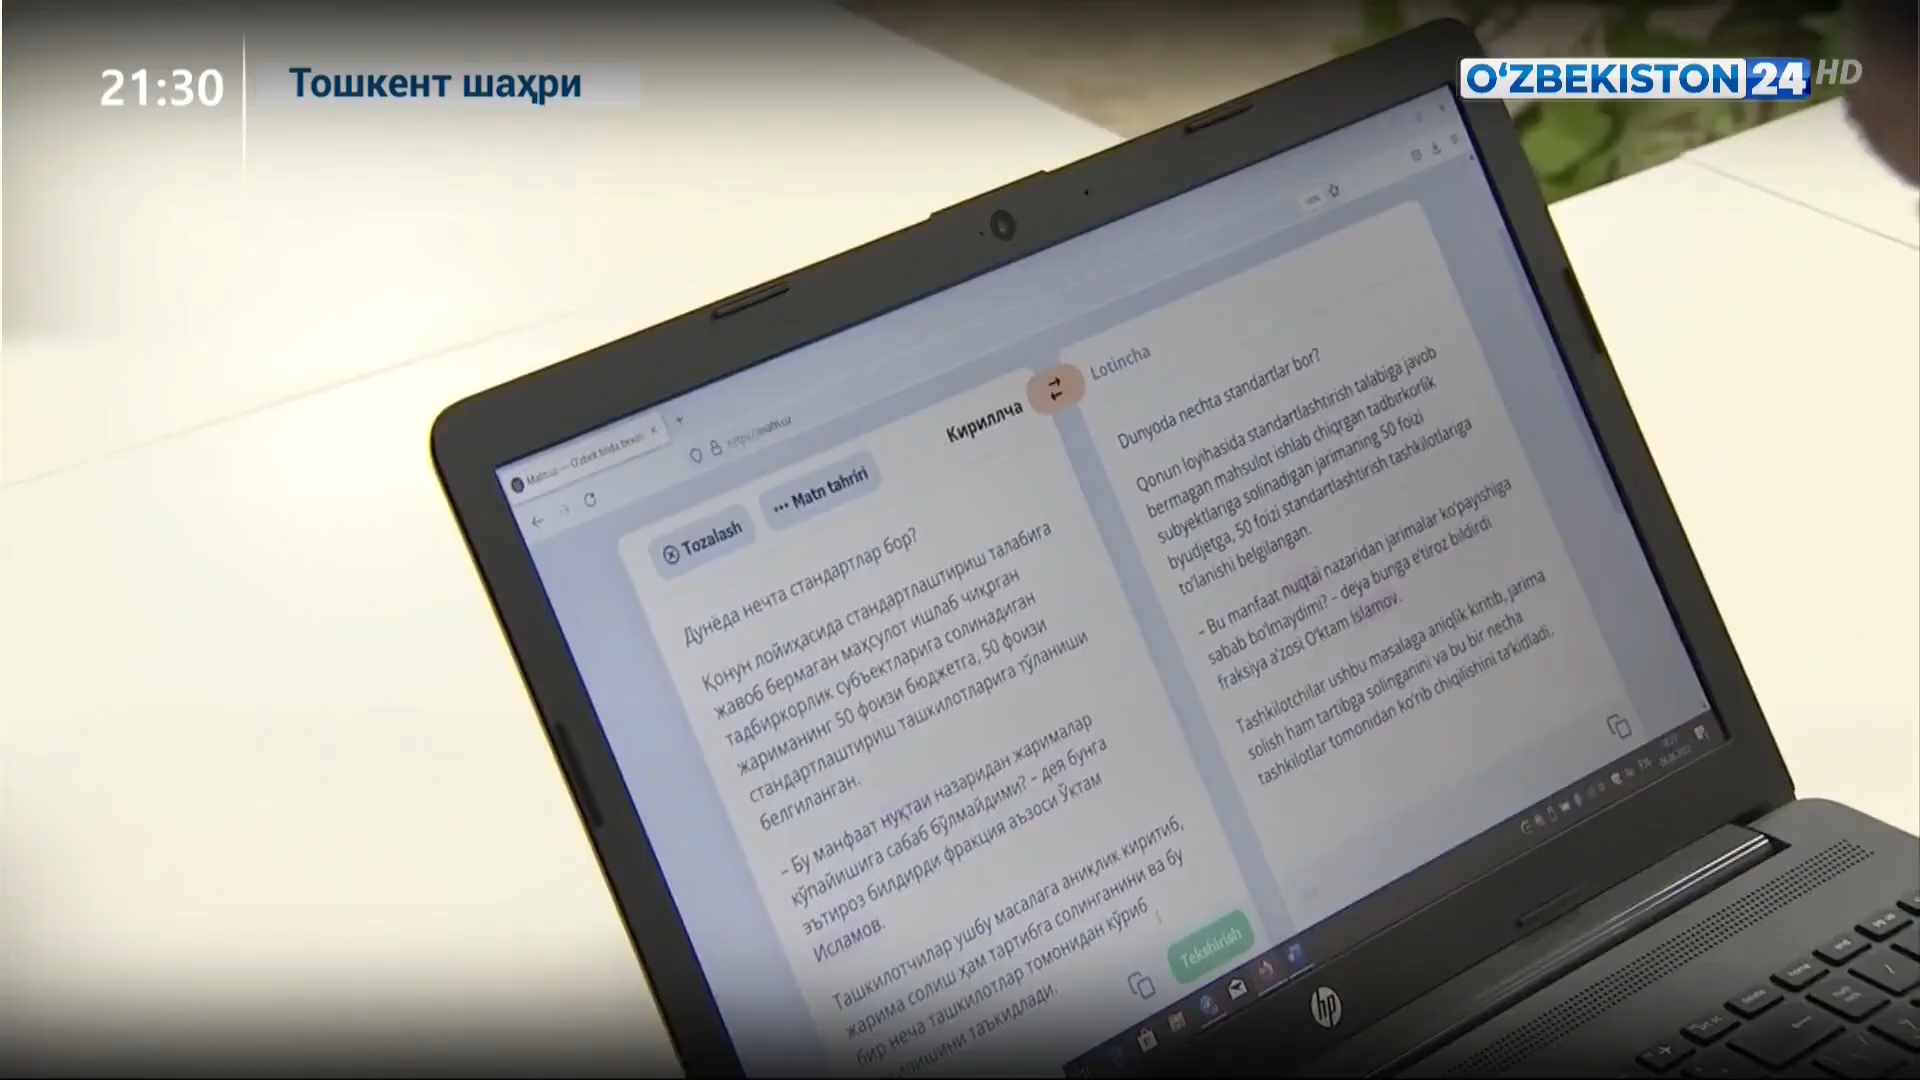 21:30
Тошкент шаҳри
O‘ZBEKISTON 24 HD
Matn.uz — O‘zbek tilida
Кириллча
Lotincha
Tozalash
Matn tahriri
Дунёда нечта стандартлар бор?
Қонун лойиҳасида стандартлаштириш талабига
жавоб бермаган маҳсулот ишлаб чиқрган
тадбиркорлик субъектларига солинадиган
жариманинг 50 фоизи бюджетга, 50 фоизи
стандартлаштириш ташкилотларига тўланиши
белгиланган.
– Бу манфаат нуқтаи назаридан жарималар
кўпайишига сабаб бўлмайдими? – дея бунга
эътироз билдирди фракция аъзоси Ўктам
Исламов.
Ташкилотчилар ушбу масалага аниқлик киритиб,
жарима солиш ҳам тартибга солинганини ва бу
бир неча ташкилотлар томонидан кўриб
таъкидлади.
Tekshirish
Dunyoda nechta standartlar bor?
Qonun loyihasida standartlashtirish talabiga javob
bermagan mahsulot ishlab chiqrgan tadbirkorlik
subyektlariga solinadigan jarimaning 50 foizi
byudjetga, 50 foizi standartlashtirish tashkilotlariga
to‘lanishi belgilangan.
– Bu manfaat nuqtai nazaridan jarimalar ko‘payishiga
sabab bo‘lmaydimi? – deya bunga e’tiroz bildirdi
fraksiya a’zosi O‘ktam Islamov.
Tashkilotchilar ushbu masalaga aniqlik kiritib, jarima
solish ham tartibga solinganini va bu bir necha
tashkilotlar tomonidan ko‘rib chiqilishini ta’kidladi.
hp